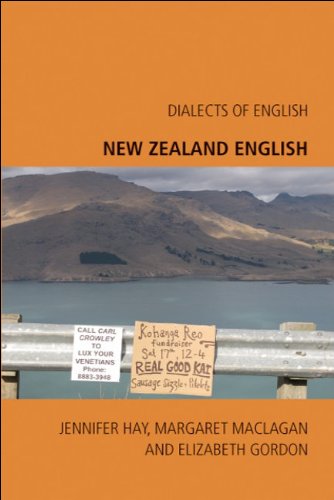 DIALECTS OF ENGLISH
NEW ZEALAND ENGLISH
CALL CARL
CROWLEY
TO
LUX YOUR
VENETIANS
Phone:
8883-3948
Kohanga Reo
fundraiser
Sat 17th, 12-4
REAL GOOD KAI
Sausage Sizzle + Pikelets
JENNIFER HAY, MARGARET MACLAGAN
AND ELIZABETH GORDON